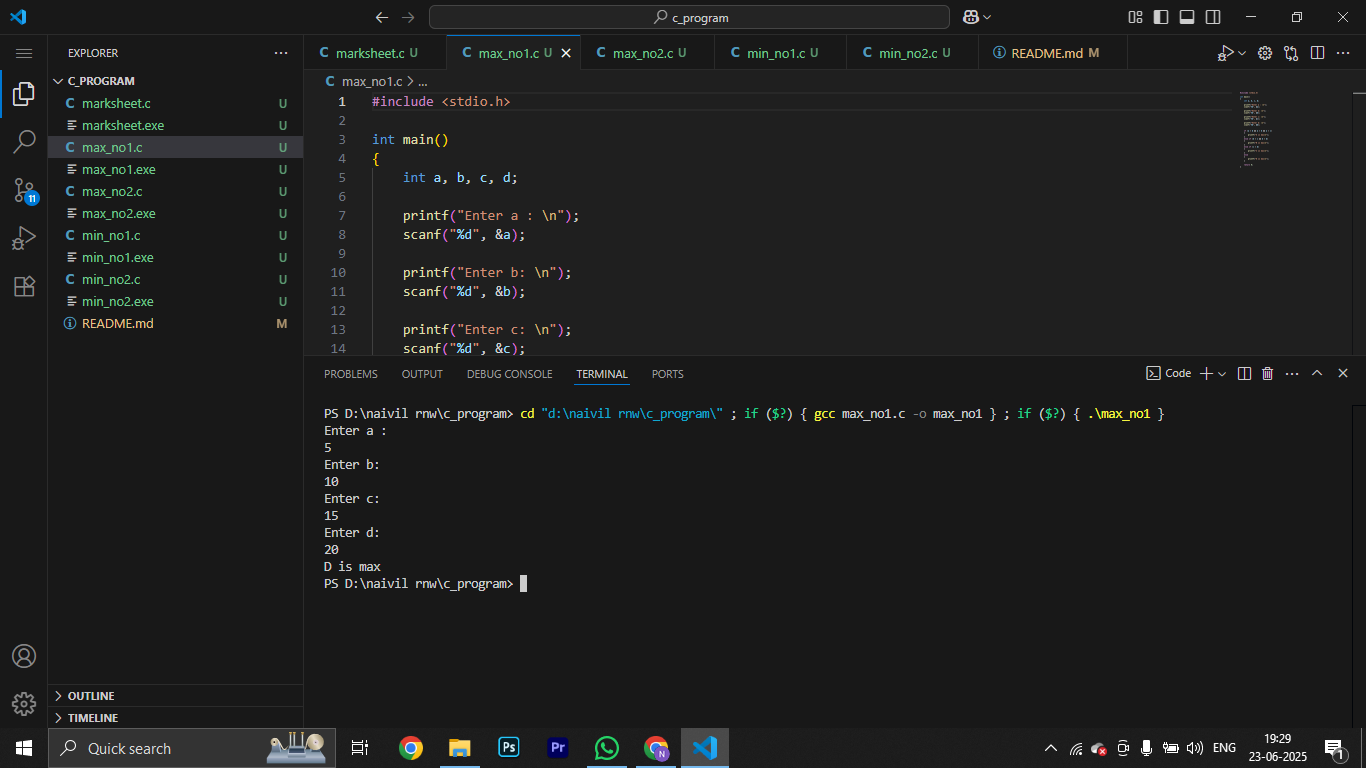 c_program
EXPLORER
C_PROGRAM
marksheet.c U
marksheet.exe U
max_no1.c U
max_no1.exe U
max_no2.c U
max_no2.exe U
min_no1.c U
min_no1.exe U
min_no2.c U
min_no2.exe U
README.md M
11
OUTLINE
TIMELINE
marksheet.c U
max_no1.c U
max_no2.c U
min_no1.c U
min_no2.c U
README.md M
max_no1.c > ...
1 #include <stdio.h>
2
3 int main()
4 {
5 int a, b, c, d;
6
7 printf("Enter a : \n");
8 scanf("%d", &a);
9
10 printf("Enter b: \n");
11 scanf("%d", &b);
12
13 printf("Enter c: \n");
14 scanf("%d", &c);
PROBLEMS OUTPUT DEBUG CONSOLE TERMINAL PORTS
Code
PS D:\naivil rnw\c_program> cd "d:\naivil rnw\c_program\" ; if ($?) { gcc max_no1.c -o max_no1 } ; if ($?) { .\max_no1 }
Enter a :
5
Enter b:
10
Enter c:
15
Enter d:
20
D is max
PS D:\naivil rnw\c_program>
Quick search
Ps
Pr
N
ENG
19:29
23-06-2025
1